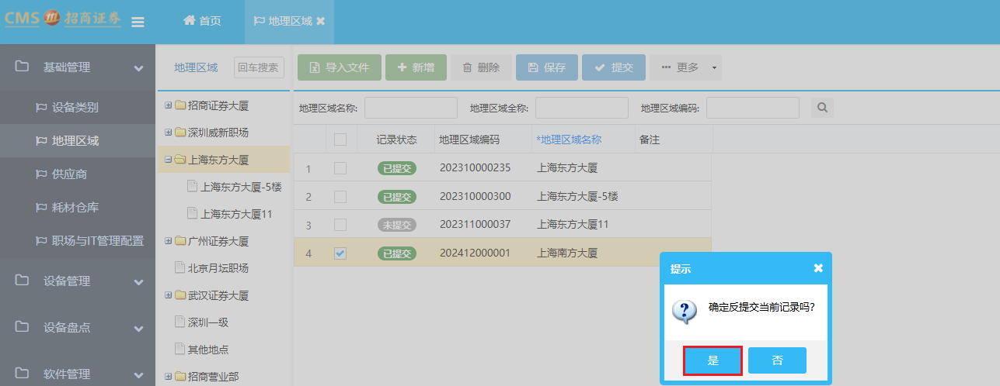 CMS 招商证券
首页
地理区域
基础管理
设备类别
地理区域
供应商
耗材仓库
职场与IT管理配置
设备管理
设备盘点
软件管理
地理区域 回车搜索
招商证券大厦
深圳威新职场
上海东方大厦
上海东方大厦-5楼
上海东方大厦11
广州证券大厦
北京月坛职场
武汉证券大厦
深圳一级
其他地点
招商营业部
导入文件 新增 删除 保存 提交 更多
地理区域名称: 地理区域全称: 地理区域编码:
记录状态 地理区域编码 *地理区域名称 备注
1 已提交 202310000235 上海东方大厦
2 已提交 202310000300 上海东方大厦-5楼
3 未提交 202311000037 上海东方大厦11
4 已提交 202412000001 上海南方大厦
提示
确定反提交当前记录吗?
是 否